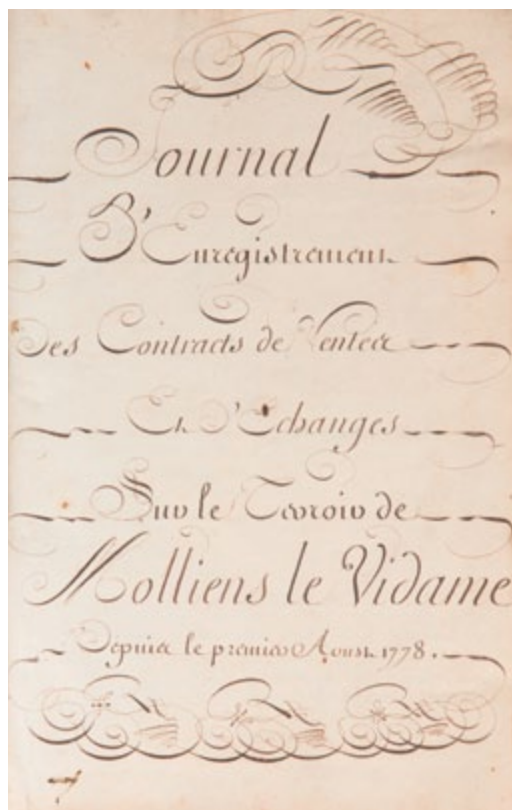 Journal
D'Enregistrement
Des Contracts de Ventes
Et D'Echanges
Sur le Terroir de
Molliens le Vidame
Depuis le premier Aoust 1778.